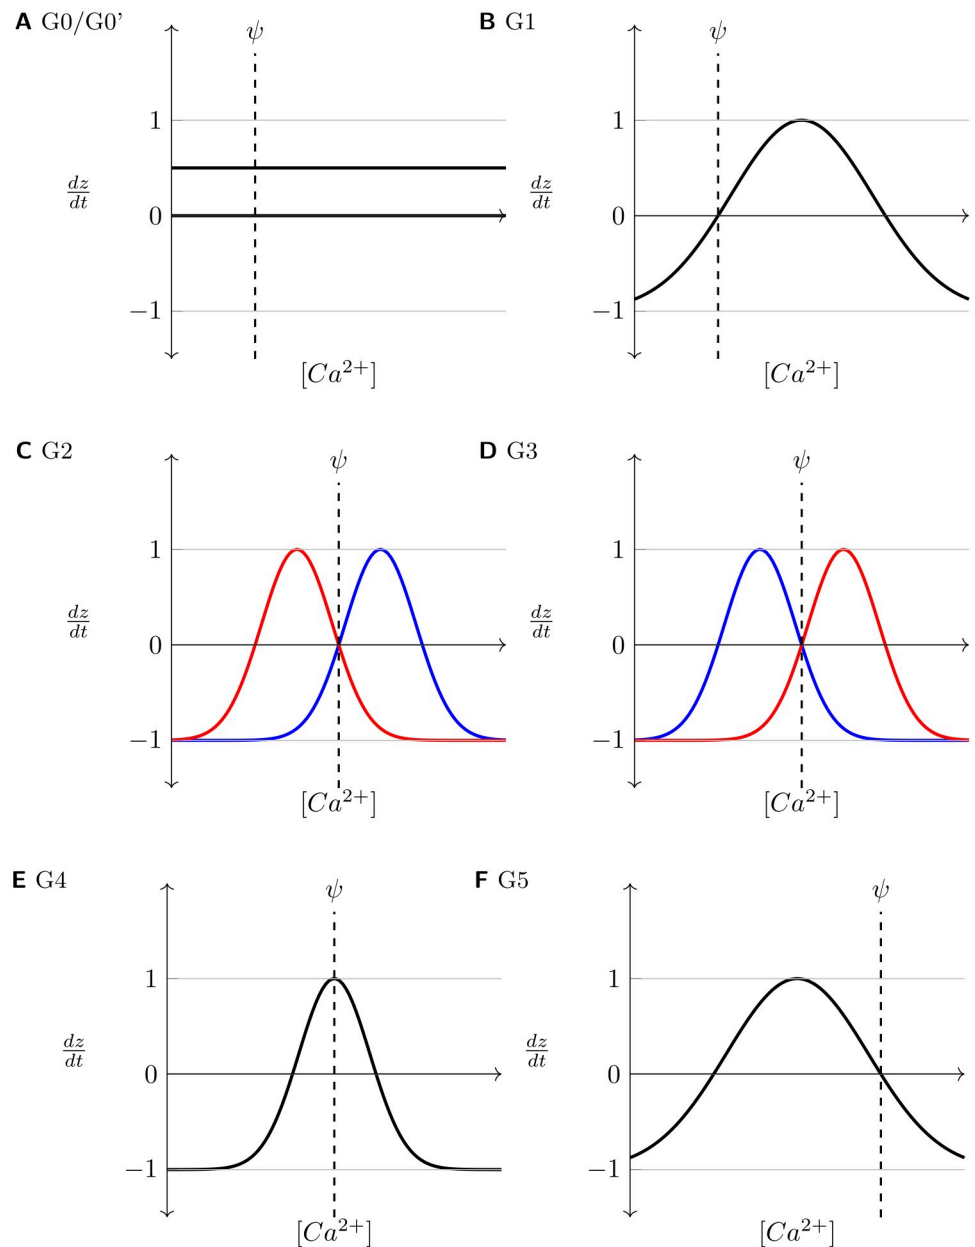 A G0/G0’
ψ
1
dz
dt
0
−1
[Ca²⁺]
B G1
ψ
1
dz
dt
0
−1
[Ca²⁺]
C G2
ψ
1
dz
dt
0
−1
[Ca²⁺]
D G3
ψ
1
dz
dt
0
−1
[Ca²⁺]
E G4
ψ
1
dz
dt
0
−1
[Ca²⁺]
F G5
ψ
1
dz
dt
0
−1
[Ca²⁺]